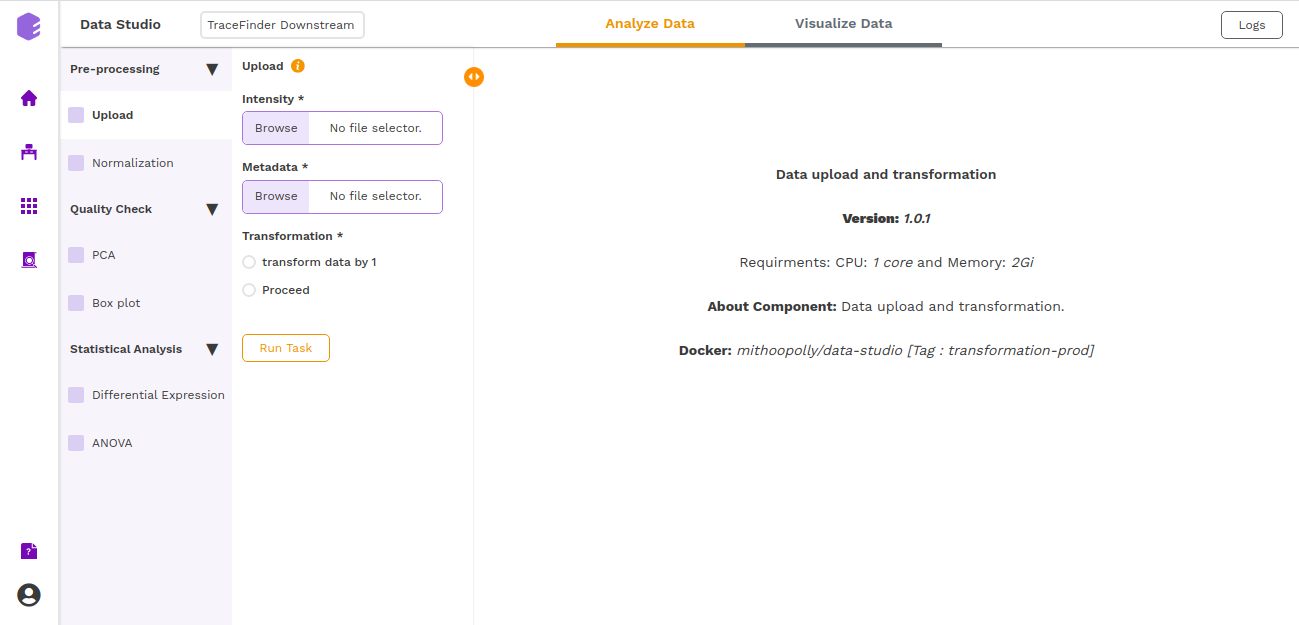 Data Studio
TraceFinder Downstream
Analyze Data
Visualize Data
Logs
Pre-processing
Upload
Normalization
Quality Check
PCA
Box plot
Statistical Analysis
Differential Expression
ANOVA
Upload i
Intensity *
Browse No file selector.
Metadata *
Browse No file selector.
Transformation *
transform data by 1
Proceed
Run Task
Data upload and transformation
Version: 1.0.1
Requirments: CPU: 1 core and Memory: 2Gi
About Component: Data upload and transformation.
Docker: mithoopolly/data-studio [Tag : transformation-prod]
?